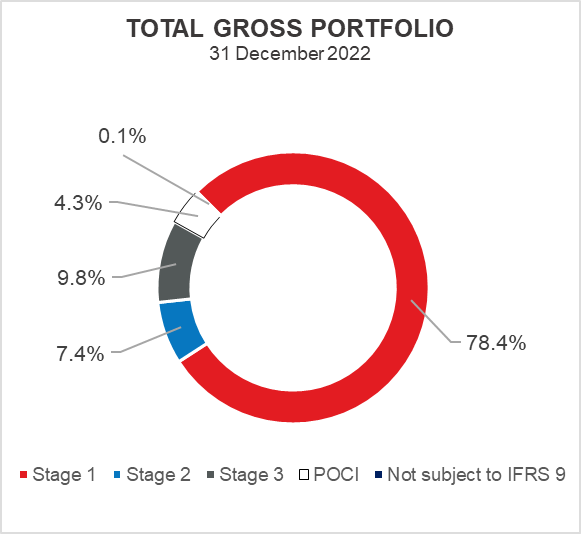 TOTAL GROSS PORTFOLIO
31 December 2022
0.1%
4.3%
9.8%
7.4%
78.4%
Stage 1 Stage 2 Stage 3 POCI Not subject to IFRS 9